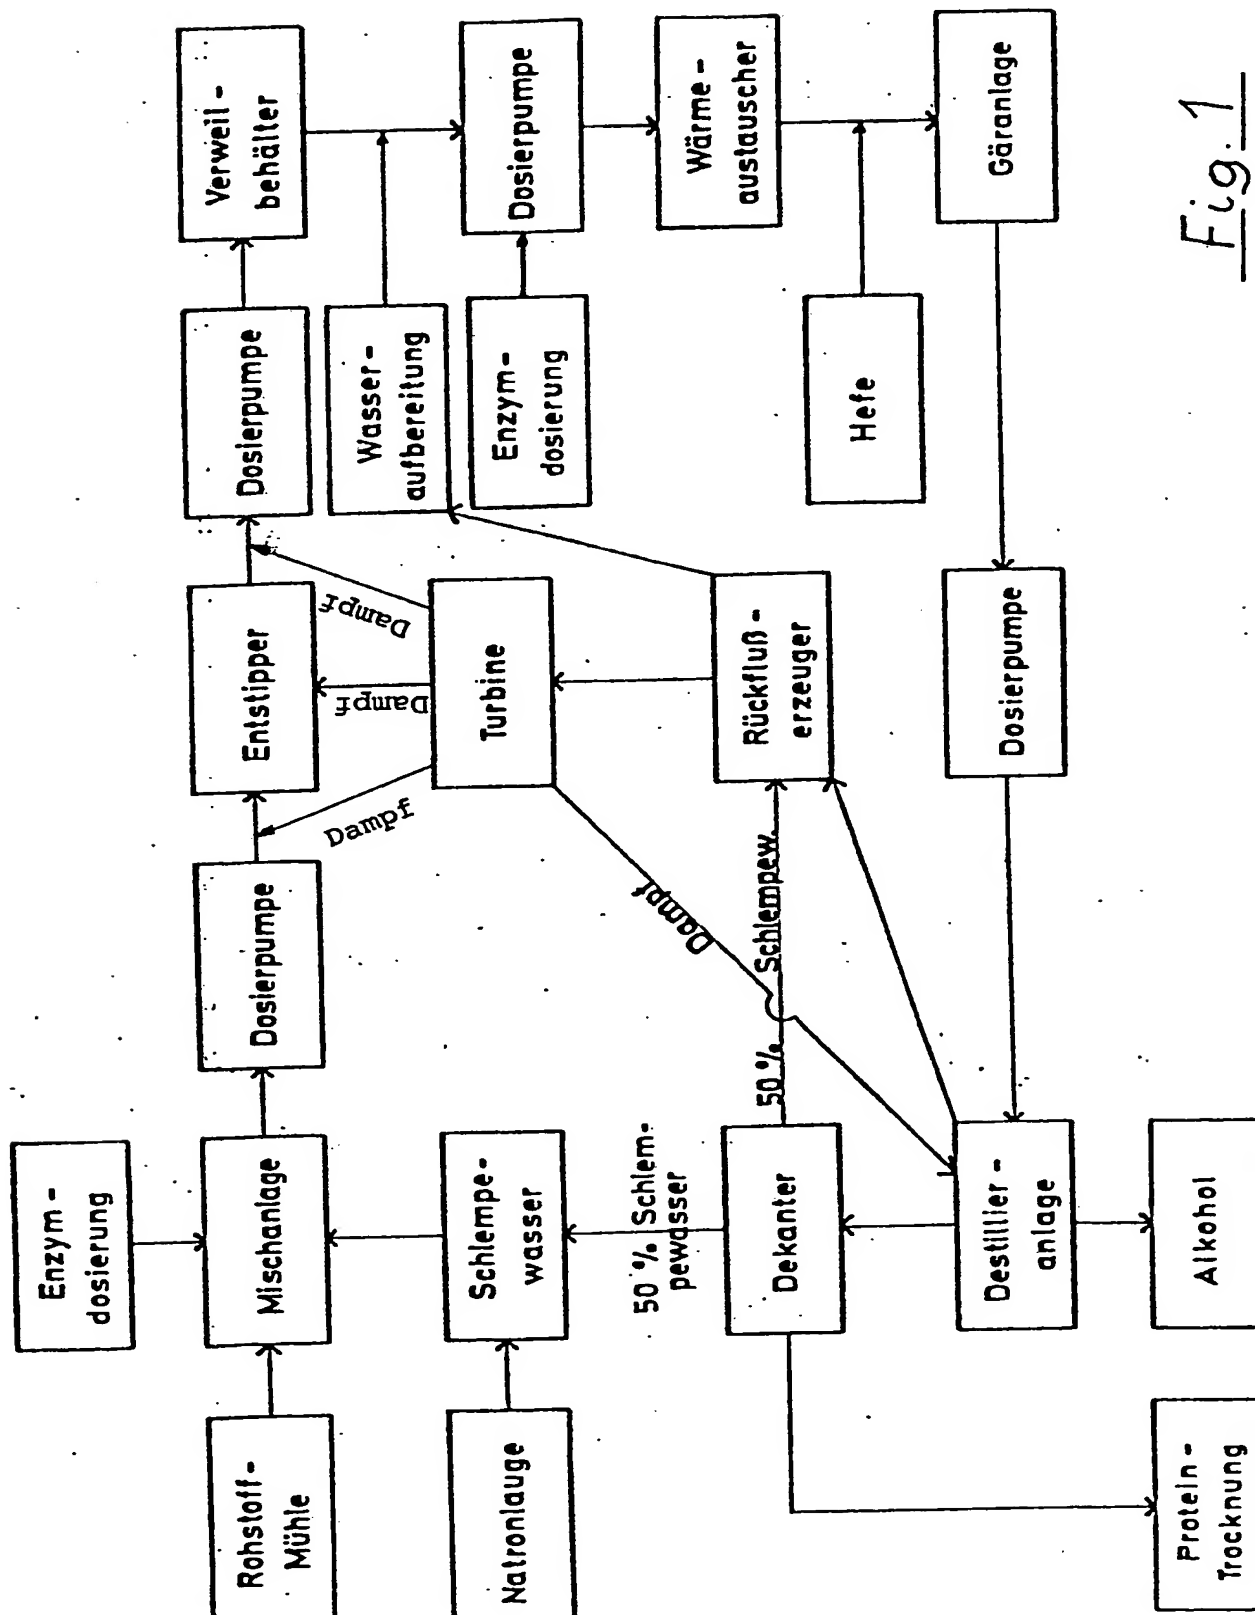 Enzym-
dosierung
Rohstoff-
Mühle
Mischanlage
Dosierpumpe
Entstipper
Dosierpumpe
Verweil-
behälter
Dampf
Dampf
Dampf
Natronlauge
Schlempe-
wasser
Turbine
Wasser-
aufbereitung
Enzym-
dosierung
Dosierpumpe
50 % Schlem-
pewasser
Dampf
Wärme-
austauscher
Dekanter
50 % Schlempew.
Rückfluß-
erzeuger
Hefe
Destillier-
anlage
Dosierpumpe
Gäranlage
Protein-
Trocknung
Alkohol
Fig. 1